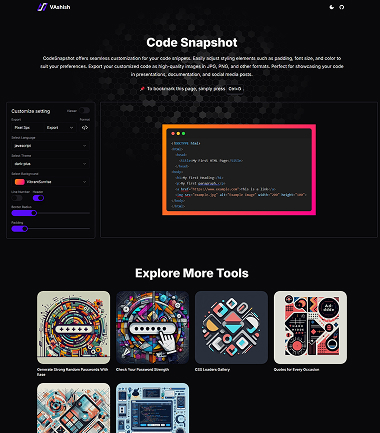 VAshish
Code Snapshot
CodeSnapshot offers seamless customization for your code snippets. Easily adjust styling elements such as padding, font size, and color to
suit your preferences. Export your customized code as high-quality images in JPG, PNG, and other formats. Perfect for showcasing your code
in presentations, documentation, and social media posts.
To bookmark this page, simply press Ctrl+D .
Customize setting
Export Format
Export
Select Language
javascript
Select Theme
dark-plus
Select Background
VibrantSunrise
Line Number Header
Border Radius
Padding
<!DOCTYPE html>
<html>
<head>
<title>My First HTML Page</title>
</head>
<body>
<h1>My First Heading</h1>
<p>My first paragraph.</p>
<a href="https://www.example.com">This is a link</a>
<img src="example.jpg" alt="Example Image" width="200" height="100">
</body>
</html>
Explore More Tools
Generate Strong Random Passwords With
Ease
Check Your Password Strength
CSS Loaders Gallery
Quotes for Every Occasion